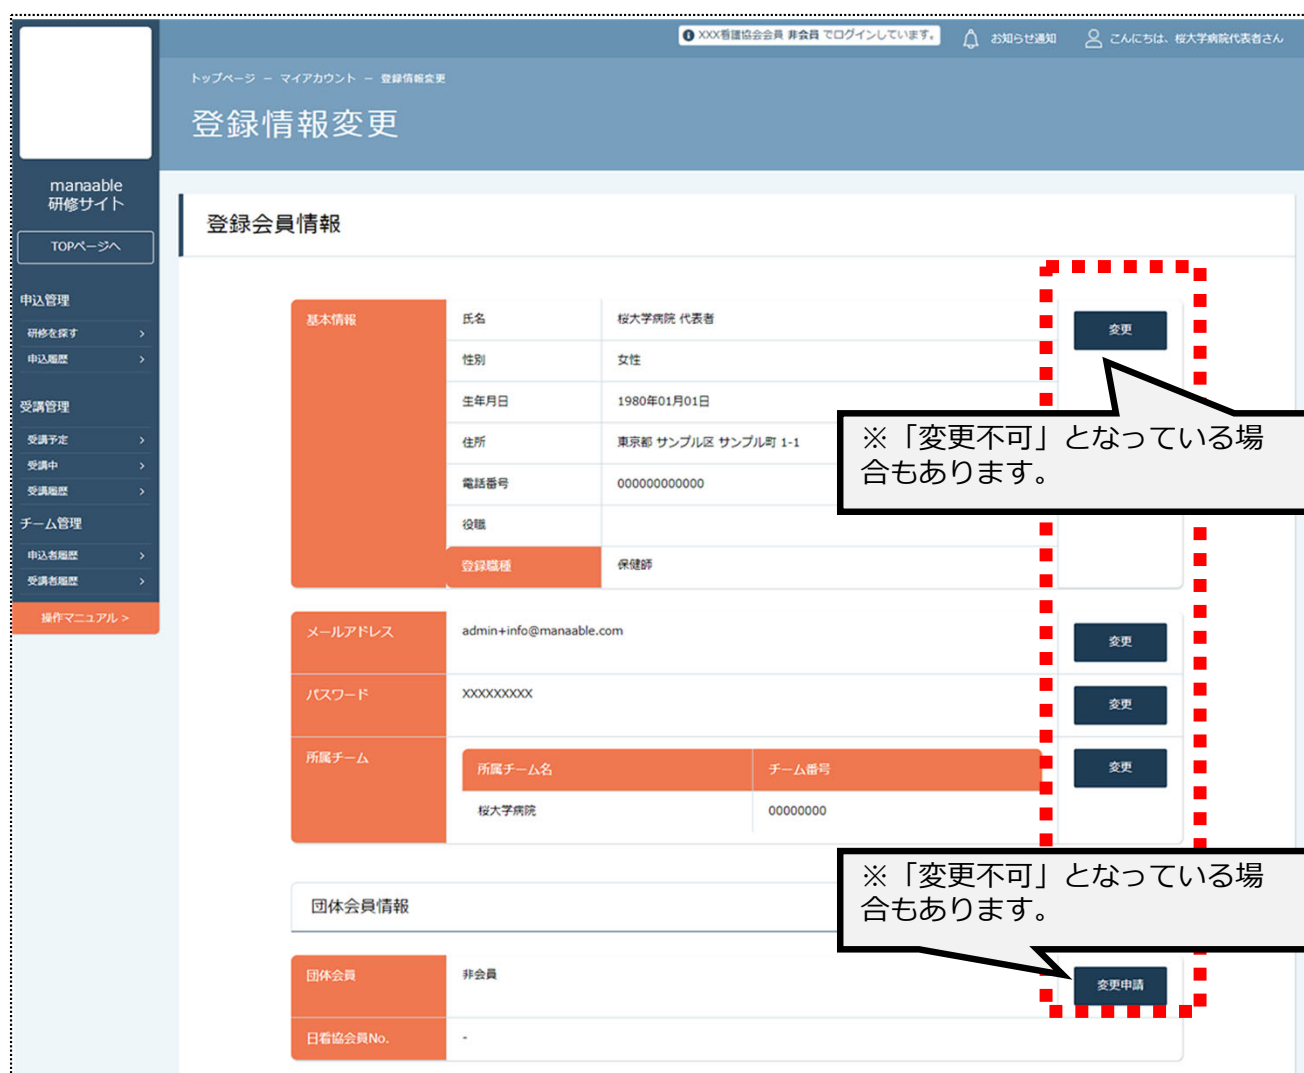 XXX看護協会会員 非会員 でログインしています。
お知らせ通知
こんにちは、桜大学病院代表者さん
トップページ − マイアカウント − 登録情報変更
登録情報変更
manaable
研修サイト
TOPページへ
申込管理
研修を探す
申込履歴
受講管理
受講予定
受講中
受講履歴
チーム管理
申込者履歴
受講者履歴
操作マニュアル >
登録会員情報
基本情報
氏名
桜大学病院 代表者
変更
性別
女性
生年月日
1980年01月01日
※「変更不可」となっている場
合もあります。
住所
東京都 サンプル区 サンプル町 1-1
電話番号
000000000000
役職
登録職種
保健師
メールアドレス
admin+info@manaable.com
変更
パスワード
XXXXXXXXX
変更
所属チーム
所属チーム名
チーム番号
変更
桜大学病院
00000000
※「変更不可」となっている場
合もあります。
団体会員情報
団体会員
非会員
変更申請
日看協会員No.
-